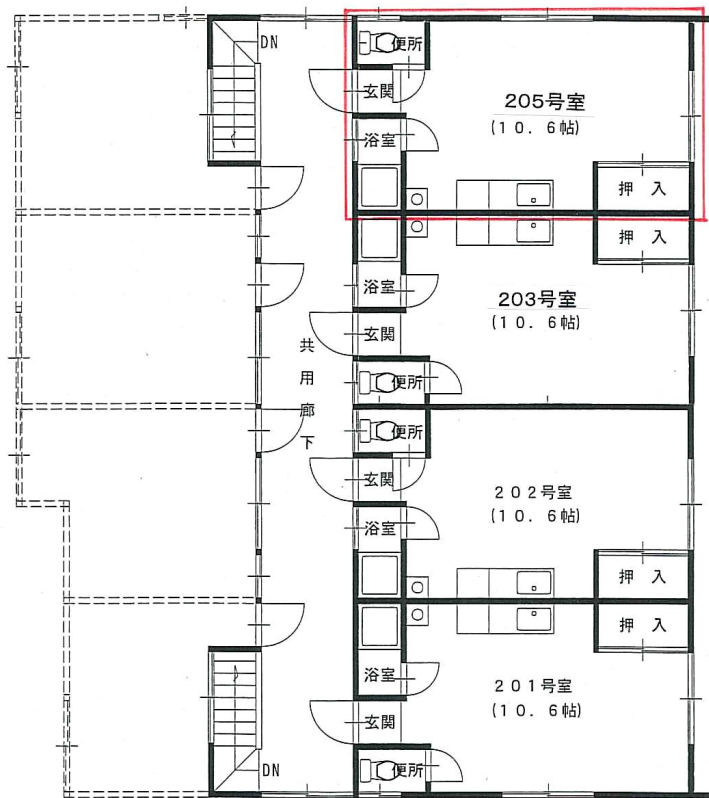 DN
便所
玄関
205号室
(10. 6帖)
浴室
押 入
押 入
浴室
203号室
(10. 6帖)
玄関
共用廊下
便所
便所
玄関
202号室
(10. 6帖)
浴室
押 入
押 入
浴室
201号室
(10. 6帖)
玄関
DN
便所